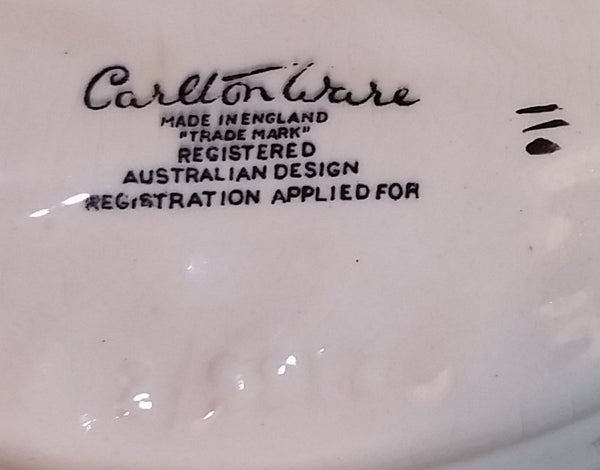 Carlton Ware
MADE IN ENGLAND
"TRADE MARK"
REGISTERED
AUSTRALIAN DESIGN
REGISTRATION APPLIED FOR